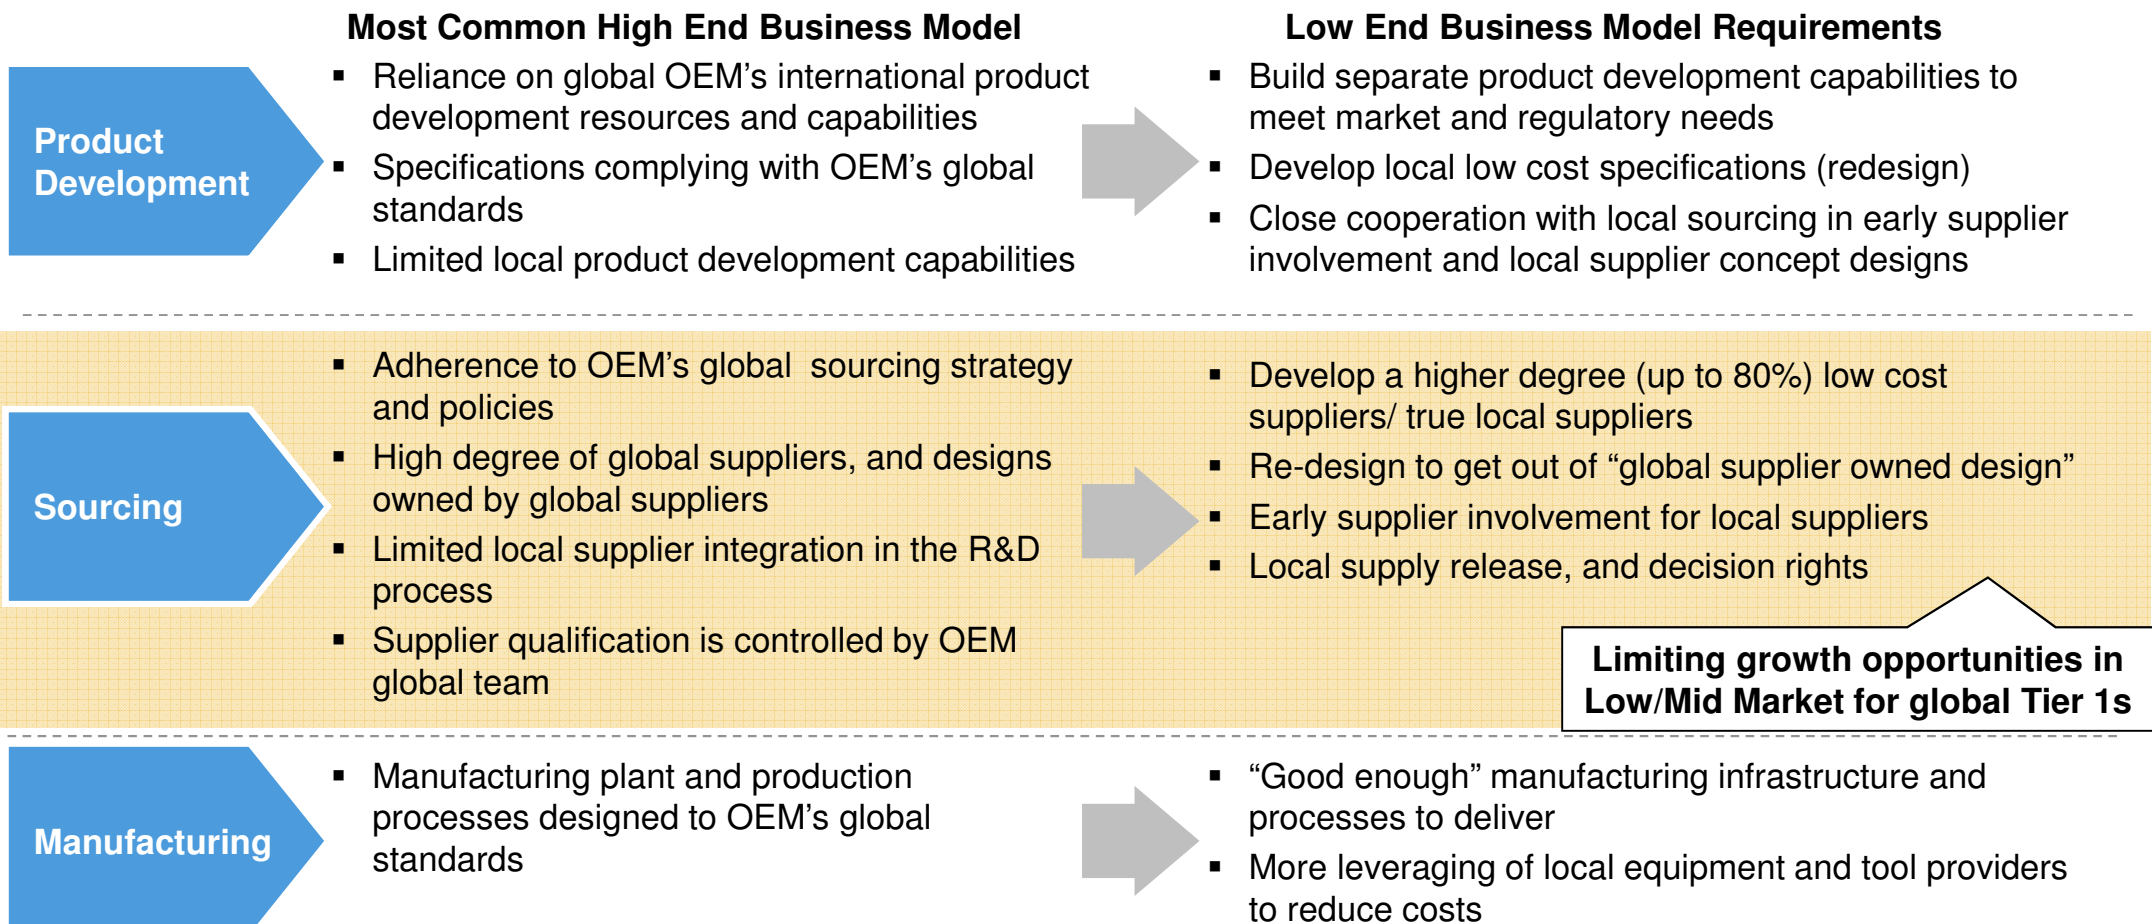 Most Common High End Business Model
Low End Business Model Requirements
Product
Development
▪ Reliance on global OEM’s international product
development resources and capabilities
▪ Specifications complying with OEM’s global
standards
▪ Limited local product development capabilities
▪ Build separate product development capabilities to
meet market and regulatory needs
▪ Develop local low cost specifications (redesign)
▪ Close cooperation with local sourcing in early supplier
involvement and local supplier concept designs
Sourcing
▪ Adherence to OEM’s global sourcing strategy
and policies
▪ High degree of global suppliers, and designs
owned by global suppliers
▪ Limited local supplier integration in the R&D
process
▪ Supplier qualification is controlled by OEM
global team
▪ Develop a higher degree (up to 80%) low cost
suppliers/ true local suppliers
▪ Re-design to get out of “global supplier owned design”
▪ Early supplier involvement for local suppliers
▪ Local supply release, and decision rights
Limiting growth opportunities in
Low/Mid Market for global Tier 1s
Manufacturing
▪ Manufacturing plant and production
processes designed to OEM’s global
standards
▪ “Good enough” manufacturing infrastructure and
processes to deliver
▪ More leveraging of local equipment and tool providers
to reduce costs